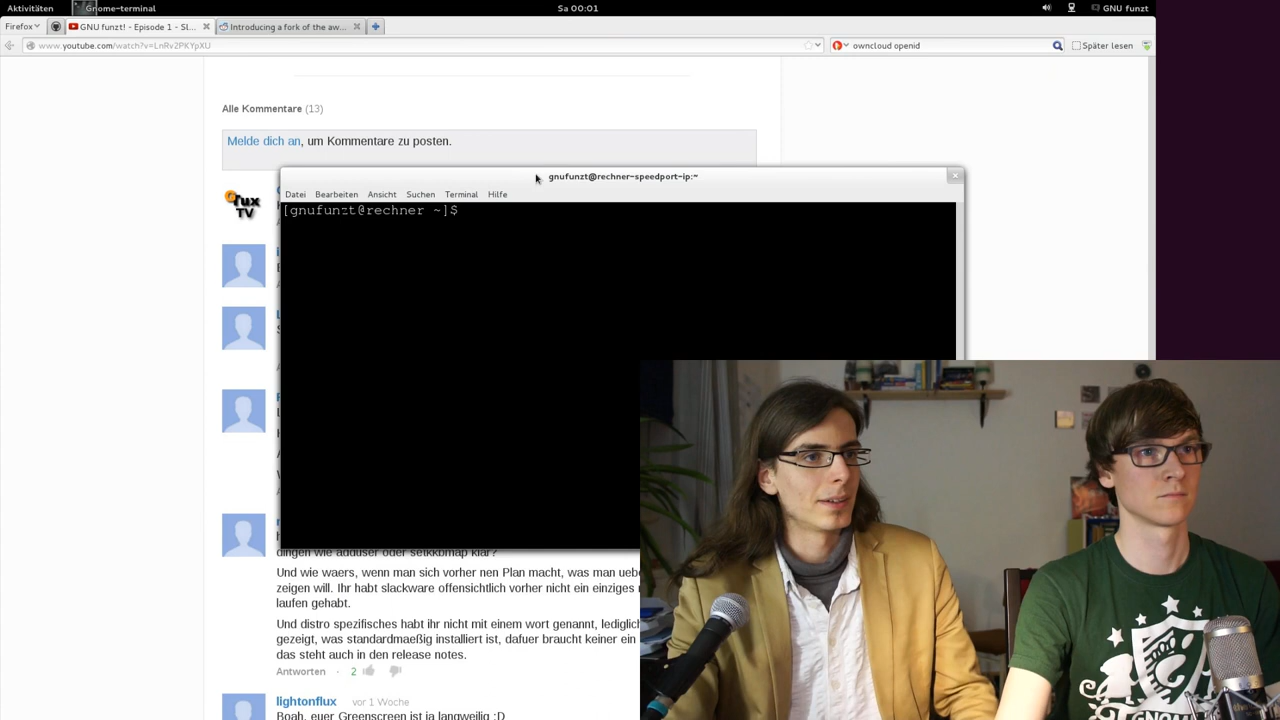 Aktivitäten
Gnome-terminal
Sa 00:01
GNU funzt
Firefox
GNU funzt! - Episode 1 - Sl...
Introducing a fork of the aw...
www.youtube.com/watch?v=LnRv2PKYpXU
owncloud openid
Später lesen
Alle Kommentare (13)
Melde dich an, um Kommentare zu posten.
gnufunzt@rechner-speedport-ip:~
Datei Bearbeiten Ansicht Suchen Terminal Hilfe
[gnufunzt@rechner ~]$
Tux
TV
dingen wie adduser oder setkkbmap klar?
Und wie waers, wenn man sich vorher nen Plan macht, was man
zeigen will. Ihr habt slackware offensichtlich vorher nicht ein einziges
laufen gehabt.
Und distro spezifisches habt ihr nicht mit einem wort genannt,
gezeigt, was standardmaeßig installiert ist, dafuer braucht keiner ein
das steht auch in den release notes.
Antworten · 2
lightonflux vor 1 Woche
Boah, euer Greenscreen ist ja langweilig :D